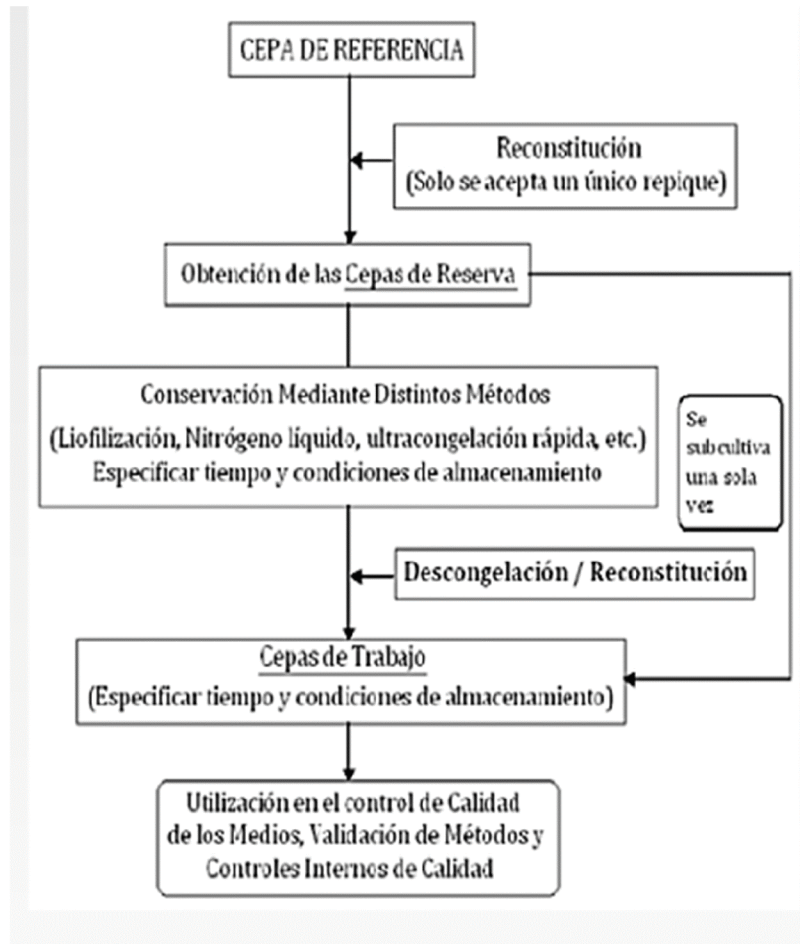 CEPA DE REFERENCIA
Reconstitución
(Solo se acepta un único repique)
Obtención de las Cepas de Reserva
Conservación Mediante Distintos Métodos
(Liofilización, Nitrógeno líquido, ultracongelación rápida, etc.)
Especificar tiempo y condiciones de almacenamiento
Se
subcultiva
una sola
vez
Descongelación / Reconstitución
Cepas de Trabajo
(Especificar tiempo y condiciones de almacenamiento)
Utilización en el control de Calidad
de los Medios, Validación de Métodos y
Controles Internos de Calidad